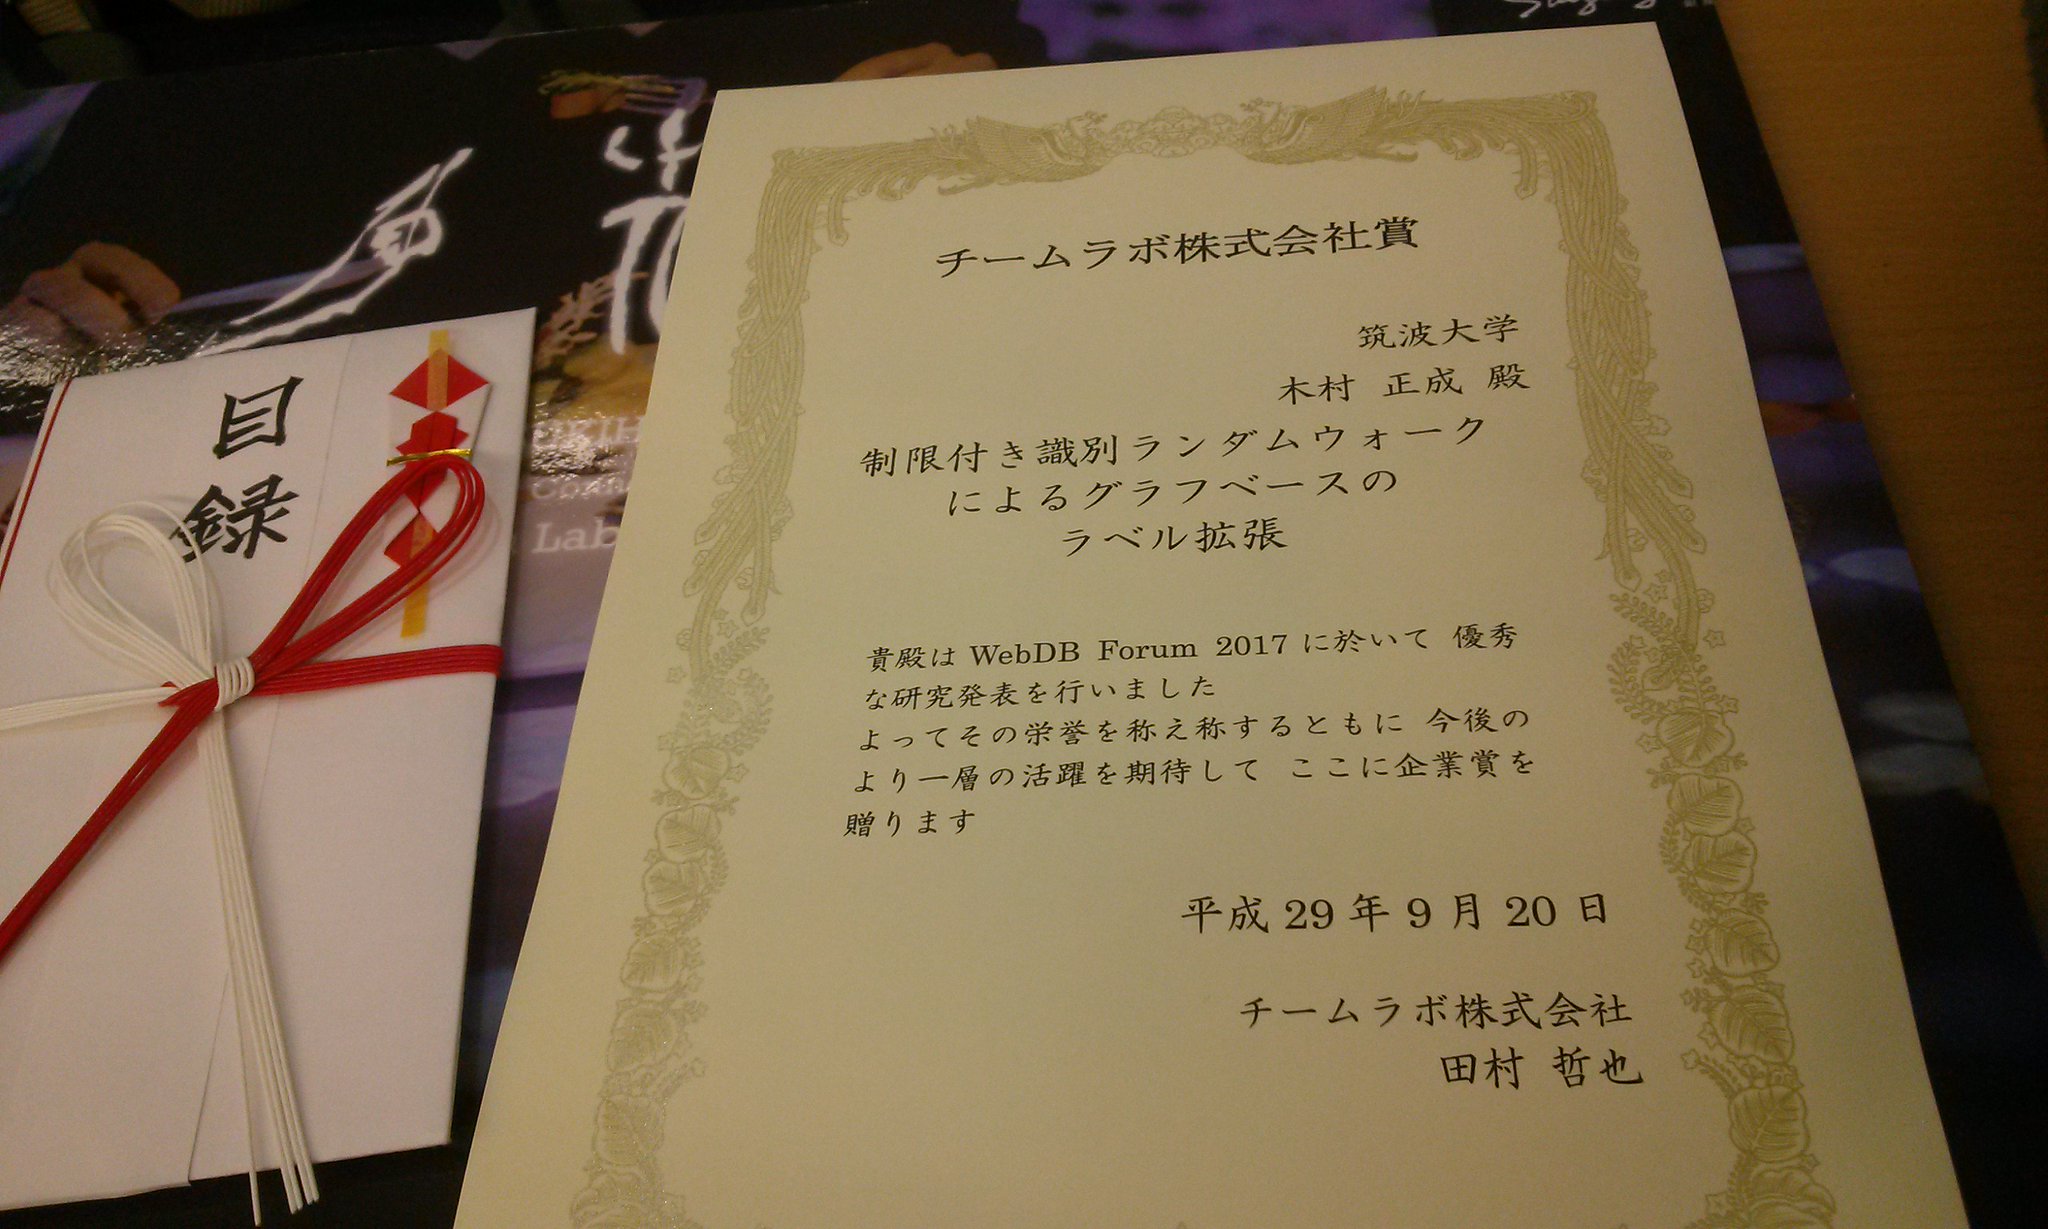 目録
Lab
チームラボ株式会社賞
筑波大学
木村 正成 殿
制限付き識別ランダムウォーク
によるグラフベースの
ラベル拡張
貴殿は WebDB Forum 2017 に於いて 優秀
な研究発表を行いました
よってその栄誉を称え称するともに 今後の
より一層の活躍を期待して ここに企業賞を
贈ります
平成 29 年 9 月 20 日
チームラボ株式会社
田村 哲也